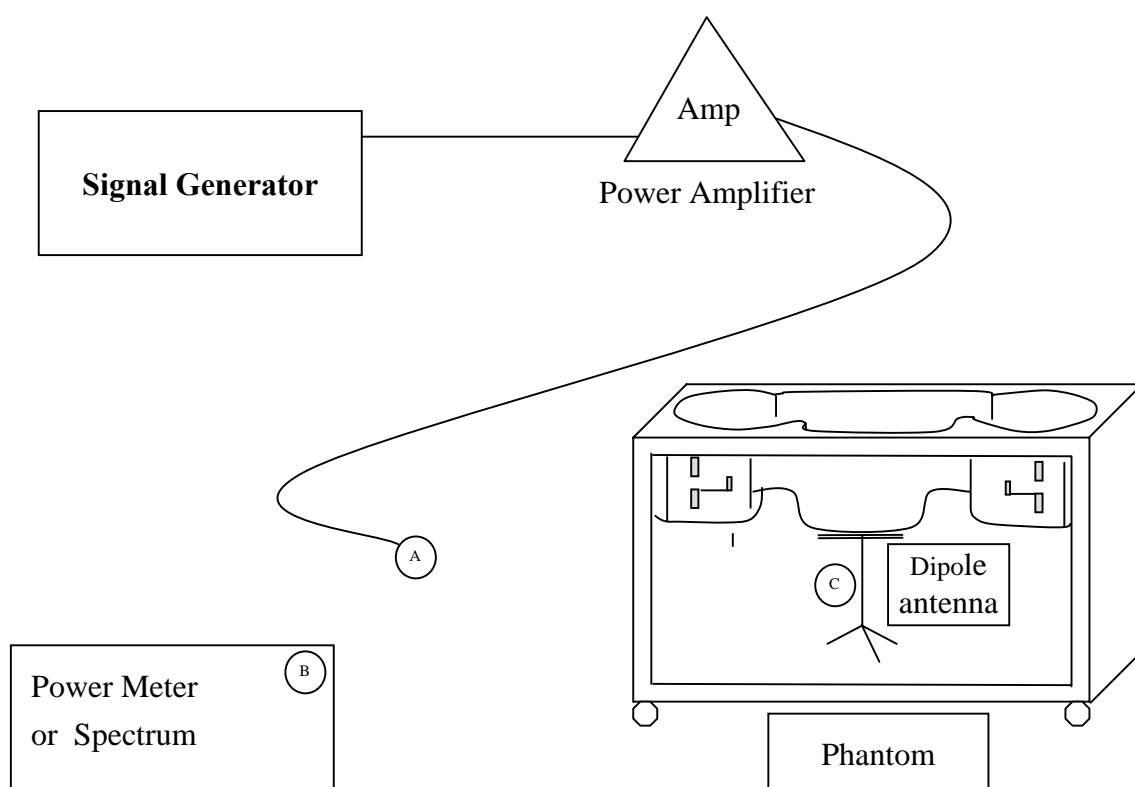 Amp
Signal Generator
Power Amplifier
A
C
Dipole
antenna
B
Power Meter
or Spectrum
Phantom